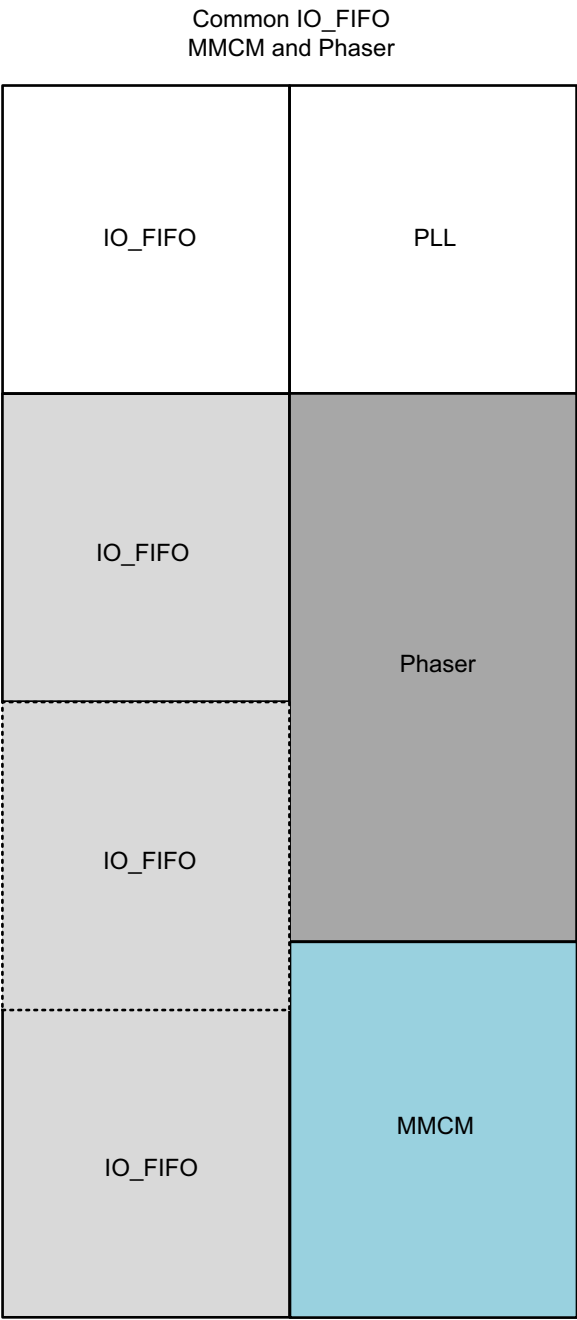 Common IO_FIFO
MMCM and Phaser
IO_FIFO
PLL
IO_FIFO
Phaser
IO_FIFO
MMCM
IO_FIFO